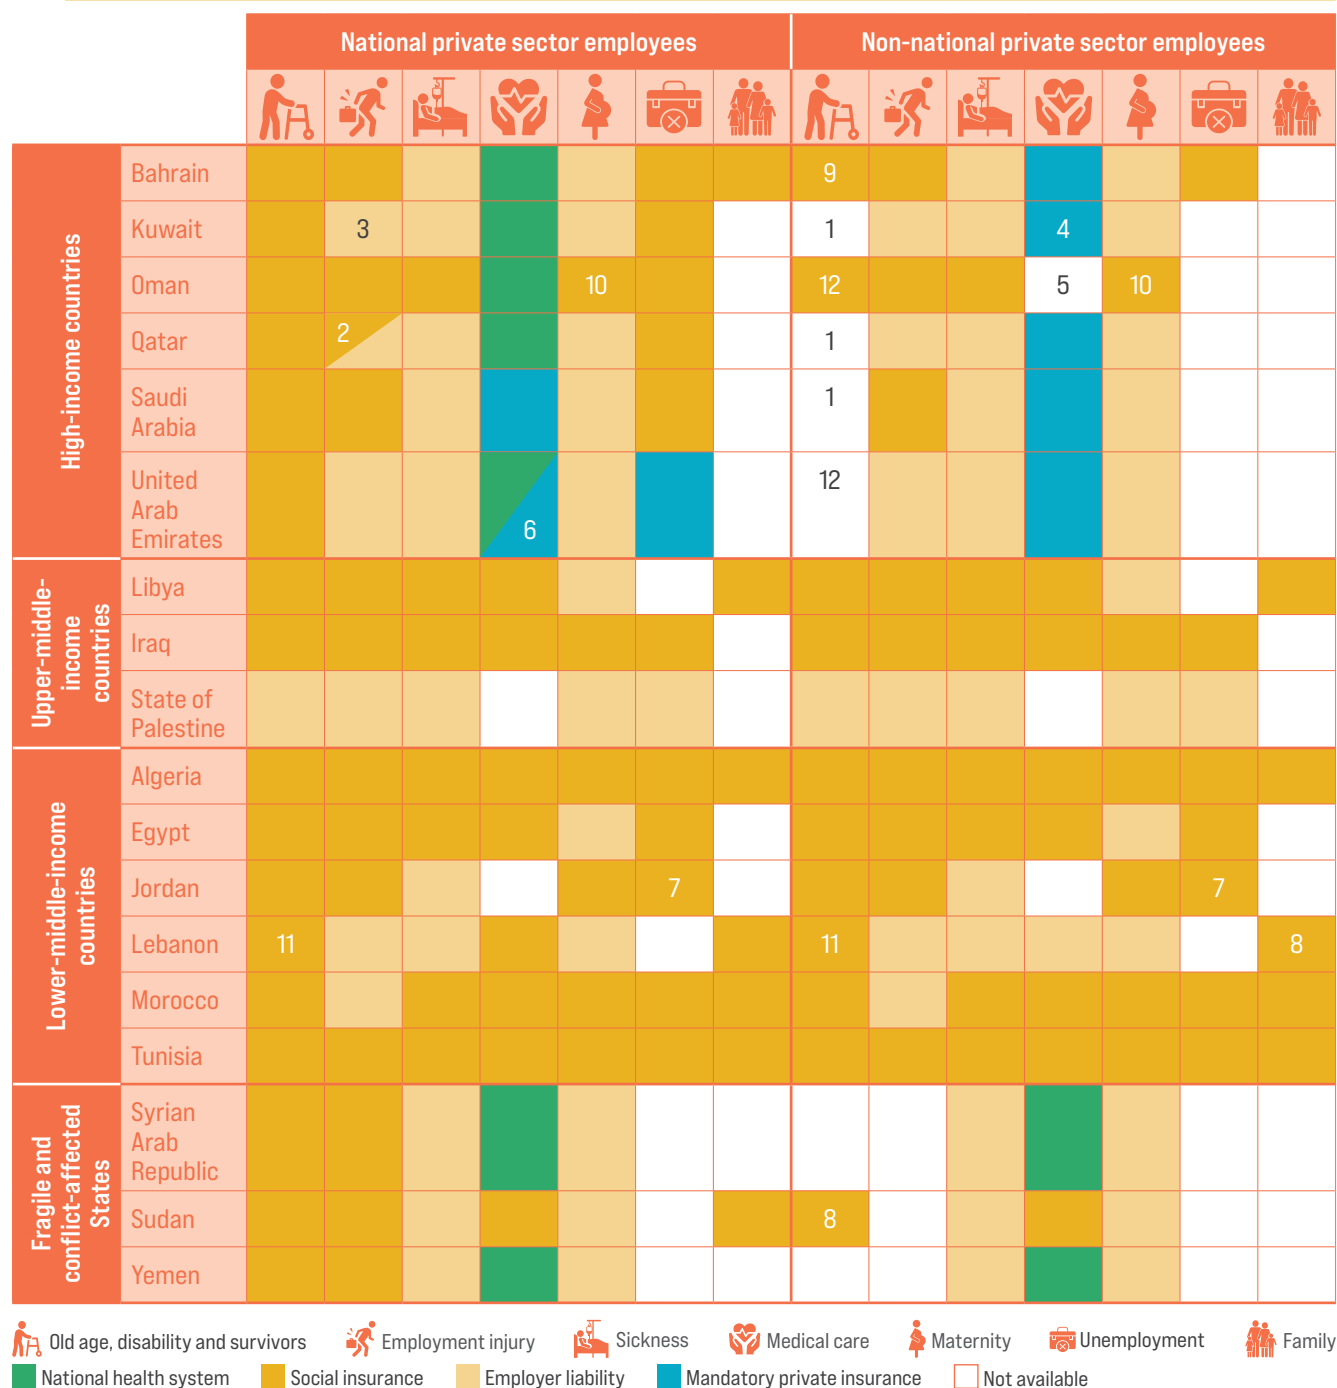 National private sector employees
Non-national private sector employees
High-income countries
Bahrain
9
Kuwait
3
1
4
Oman
10
12
5
10
Qatar
2
1
Saudi
Arabia
1
United
Arab
Emirates
6
12
Upper-middle-
income
countries
Libya
Iraq
State of
Palestine
Lower-middle-income
countries
Algeria
Egypt
Jordan
7
7
Lebanon
11
11
8
Morocco
Tunisia
Fragile and
conflict-affected
States
Syrian
Arab
Republic
Sudan
8
Yemen
Old age, disability and survivors
Employment injury
Sickness
Medical care
Maternity
Unemployment
Family
National health system
Social insurance
Employer liability
Mandatory private insurance
Not available